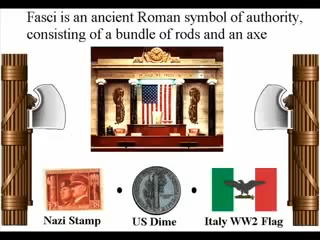 Fasci is an ancient Roman symbol of authority,
consisting of a bundle of rods and an axe
Nazi Stamp
US Dime
Italy WW2 Flag